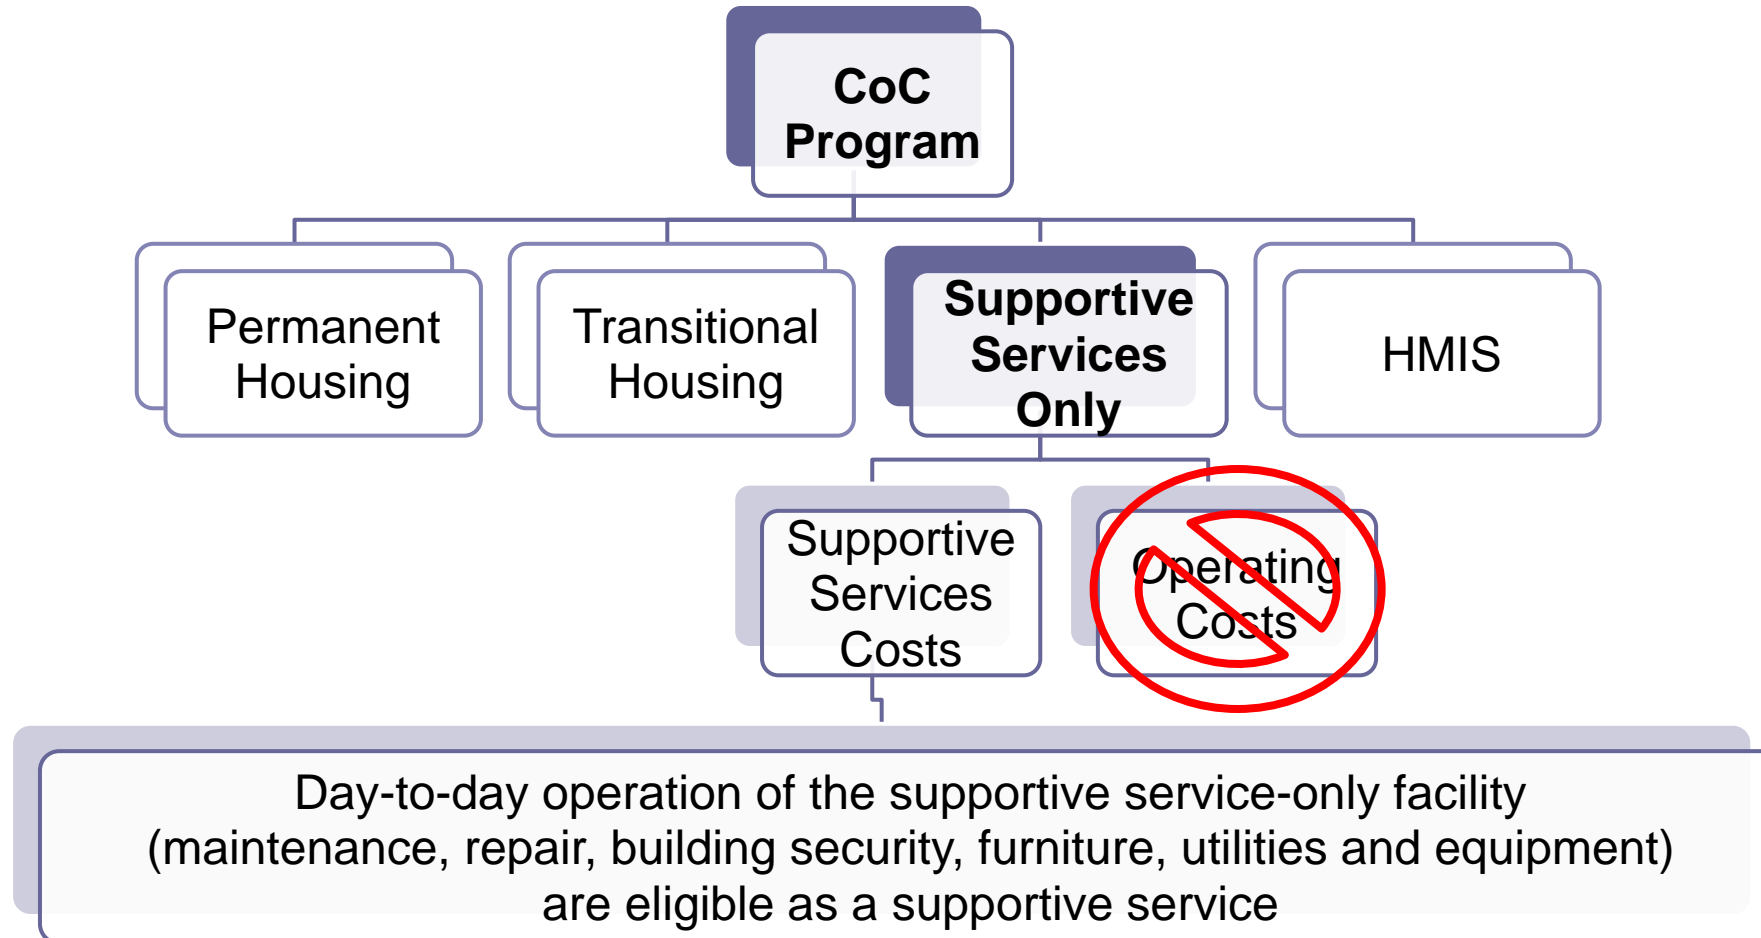 CoC
Program
Permanent
Housing
Transitional
Housing
Supportive
Services
Only
HMIS
Supportive
Services
Costs
Operating
Costs
Day-to-day operation of the supportive service-only facility
(maintenance, repair, building security, furniture, utilities and equipment)
are eligible as a supportive service